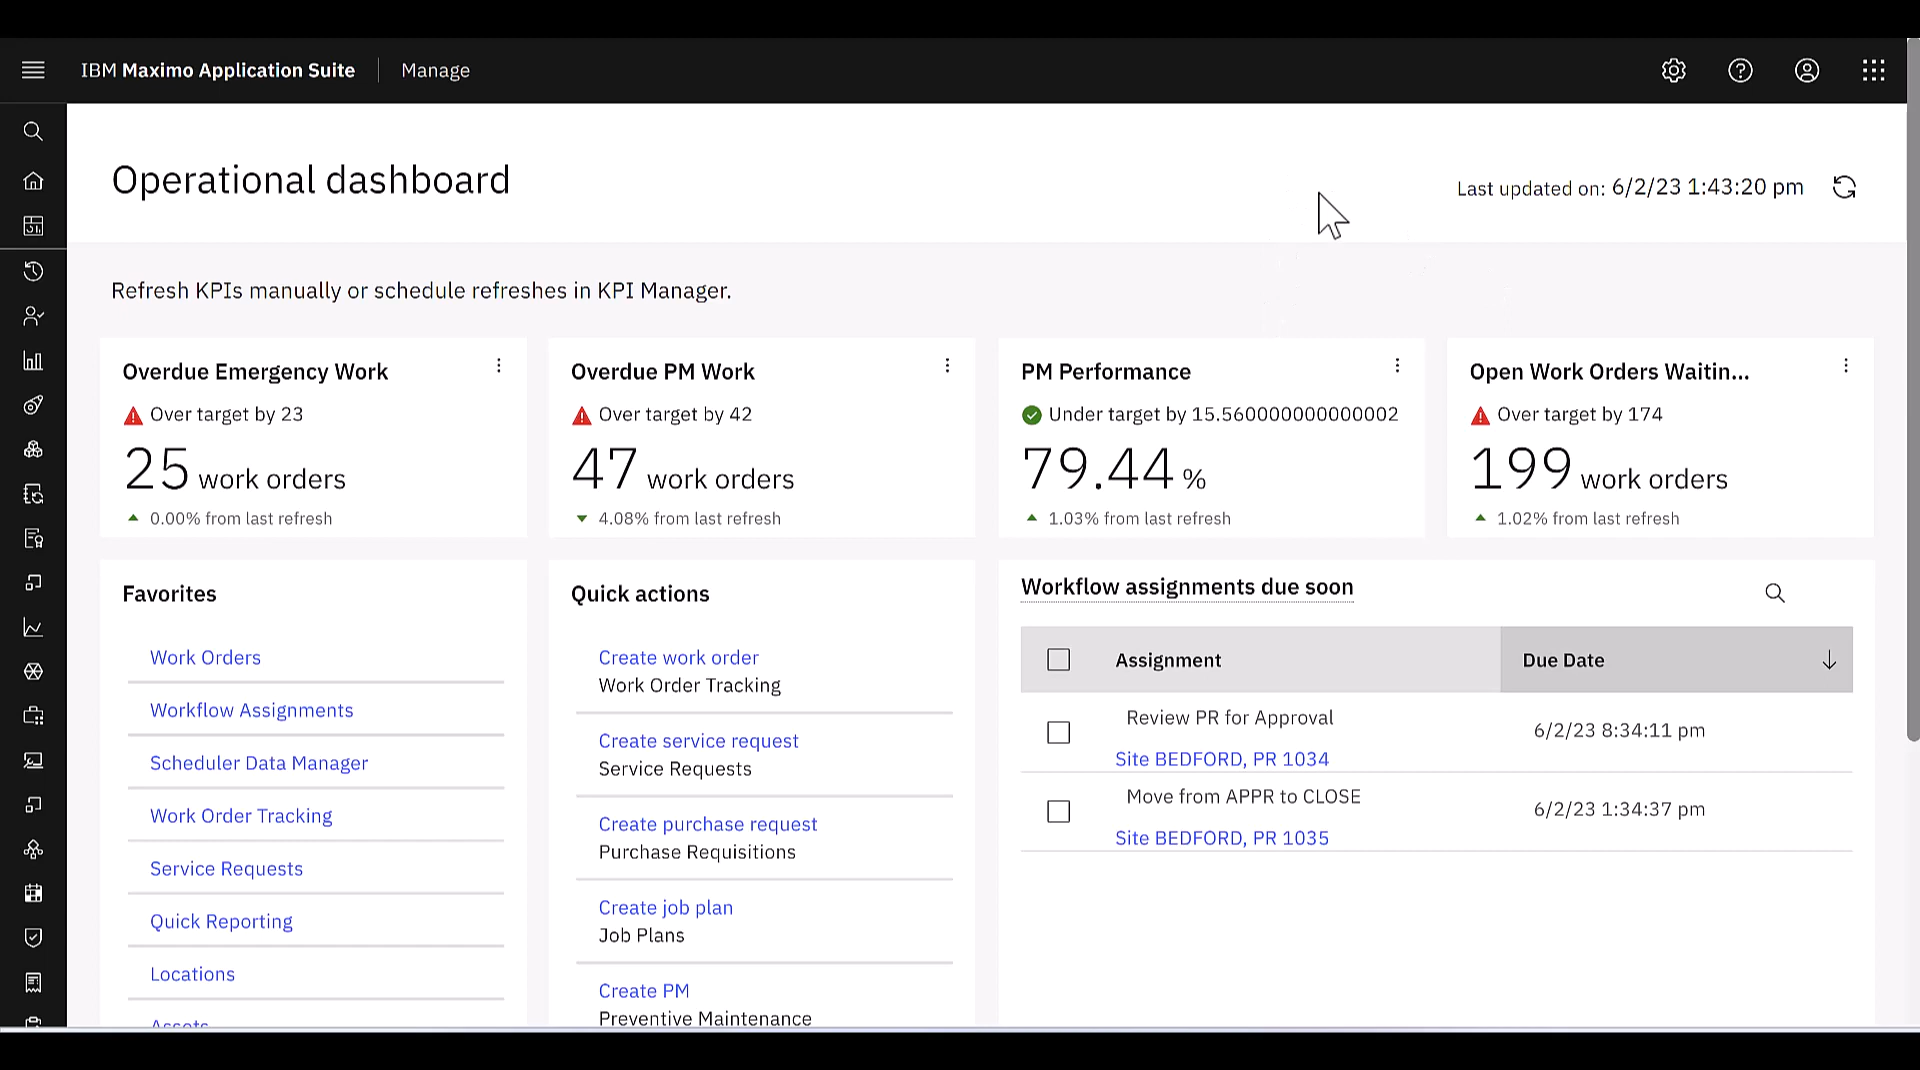 IBM Maximo Application Suite | Manage
Operational dashboard
Last updated on: 6/2/23 1:43:20 pm
Refresh KPIs manually or schedule refreshes in KPI Manager.
Overdue Emergency Work
Over target by 23
25 work orders
0.00% from last refresh
Overdue PM Work
Over target by 42
47 work orders
4.08% from last refresh
PM Performance
Under target by 15.560000000000002
79.44 %
1.03% from last refresh
Open Work Orders Waitin...
Over target by 174
199 work orders
1.02% from last refresh
Favorites
Work Orders
Workflow Assignments
Scheduler Data Manager
Work Order Tracking
Service Requests
Quick Reporting
Locations
Assets
Quick actions
Create work order
Work Order Tracking
Create service request
Service Requests
Create purchase request
Purchase Requisitions
Create job plan
Job Plans
Create PM
Preventive Maintenance
Workflow assignments due soon
Assignment Due Date
Review PR for Approval
6/2/23 8:34:11 pm
Site BEDFORD, PR 1034
Move from APPR to CLOSE
6/2/23 1:34:37 pm
Site BEDFORD, PR 1035